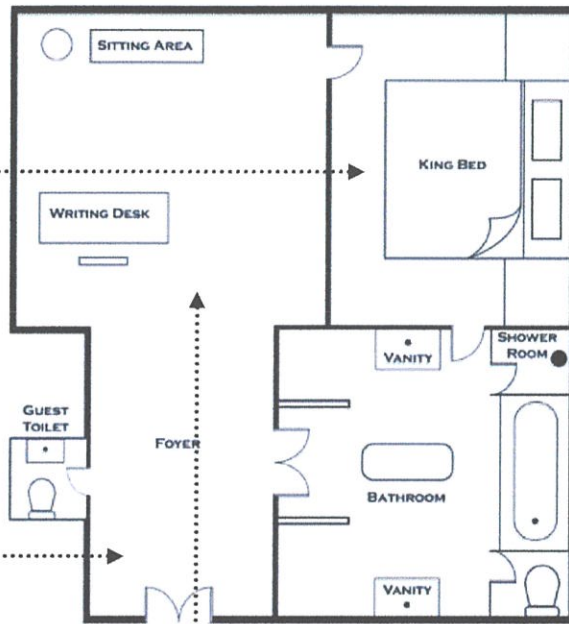 SITTING AREA
KING BED
WRITING DESK
VANITY
SHOWER
ROOM
GUEST
TOILET
FOYER
BATHROOM
VANITY